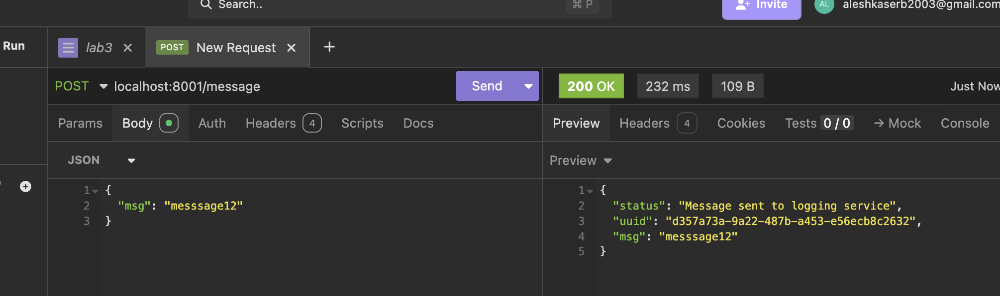 Search.. ⌘ P Invite AL aleshkaserb2003@gmail.com
Run lab3 POST New Request
POST localhost:8001/message Send 200 OK 232 ms 109 B Just Now
Params Body Auth Headers 4 Scripts Docs Preview Headers 4 Cookies Tests 0 / 0 → Mock Console
JSON Preview
1 {
2 "msg": "messsage12"
3 }
1 {
2 "status": "Message sent to logging service",
3 "uuid": "d357a73a-9a22-487b-a453-e56ecb8c2632",
4 "msg": "messsage12"
5 }